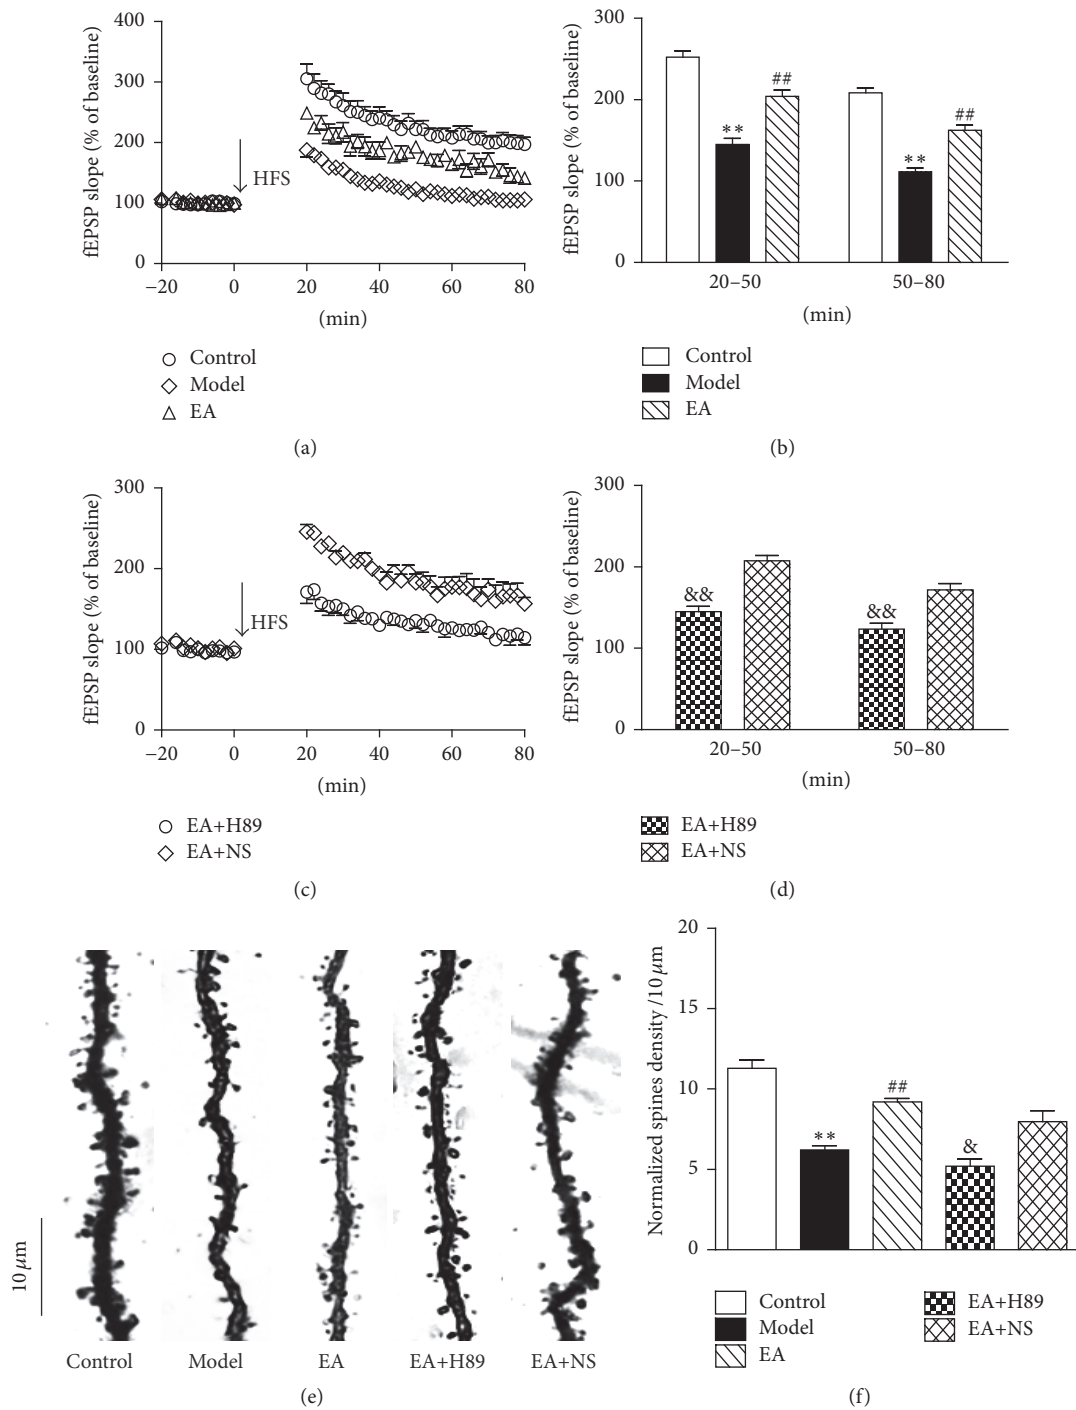 400
300
200
100
0
fEPSP slope (% of baseline)
HFS
−20 0 20 40 60 80
(min)
Control
Model
EA
(a)
300
200
100
0
fEPSP slope (% of baseline)
** ## ** ##
20–50 50–80
(min)
Control
Model
EA
(b)
300
200
100
0
fEPSP slope (% of baseline)
HFS
−20 0 20 40 60 80
(min)
EA+H89
EA+NS
(c)
300
200
100
0
fEPSP slope (% of baseline)
&& &&
20–50 50–80
(min)
EA+H89
EA+NS
(d)
10 μm
Control Model EA EA+H89 EA+NS
(e)
20
15
10
5
0
Normalized spines density /10 μm
** ## &
Control
Model
EA
EA+H89
EA+NS
(f)